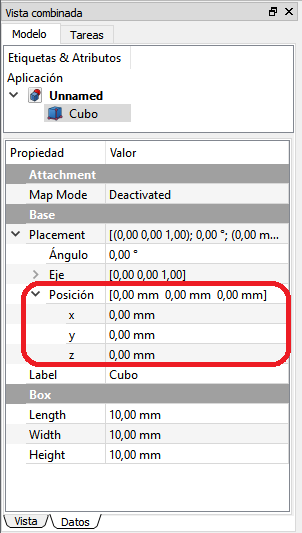 Vista combinada
Modelo Tareas
Etiquetas & Atributos
Aplicación
Unnamed
Cubo
Propiedad Valor
Attachment
Map Mode Deactivated
Base
Placement [(0,00 0,00 1,00); 0,00 °; (0,00 m...
Ángulo 0,00 °
Eje [0,00 0,00 1,00]
Posición [0,00 mm 0,00 mm 0,00 mm]
x 0,00 mm
y 0,00 mm
z 0,00 mm
Label Cubo
Box
Length 10,00 mm
Width 10,00 mm
Height 10,00 mm
Vista Datos